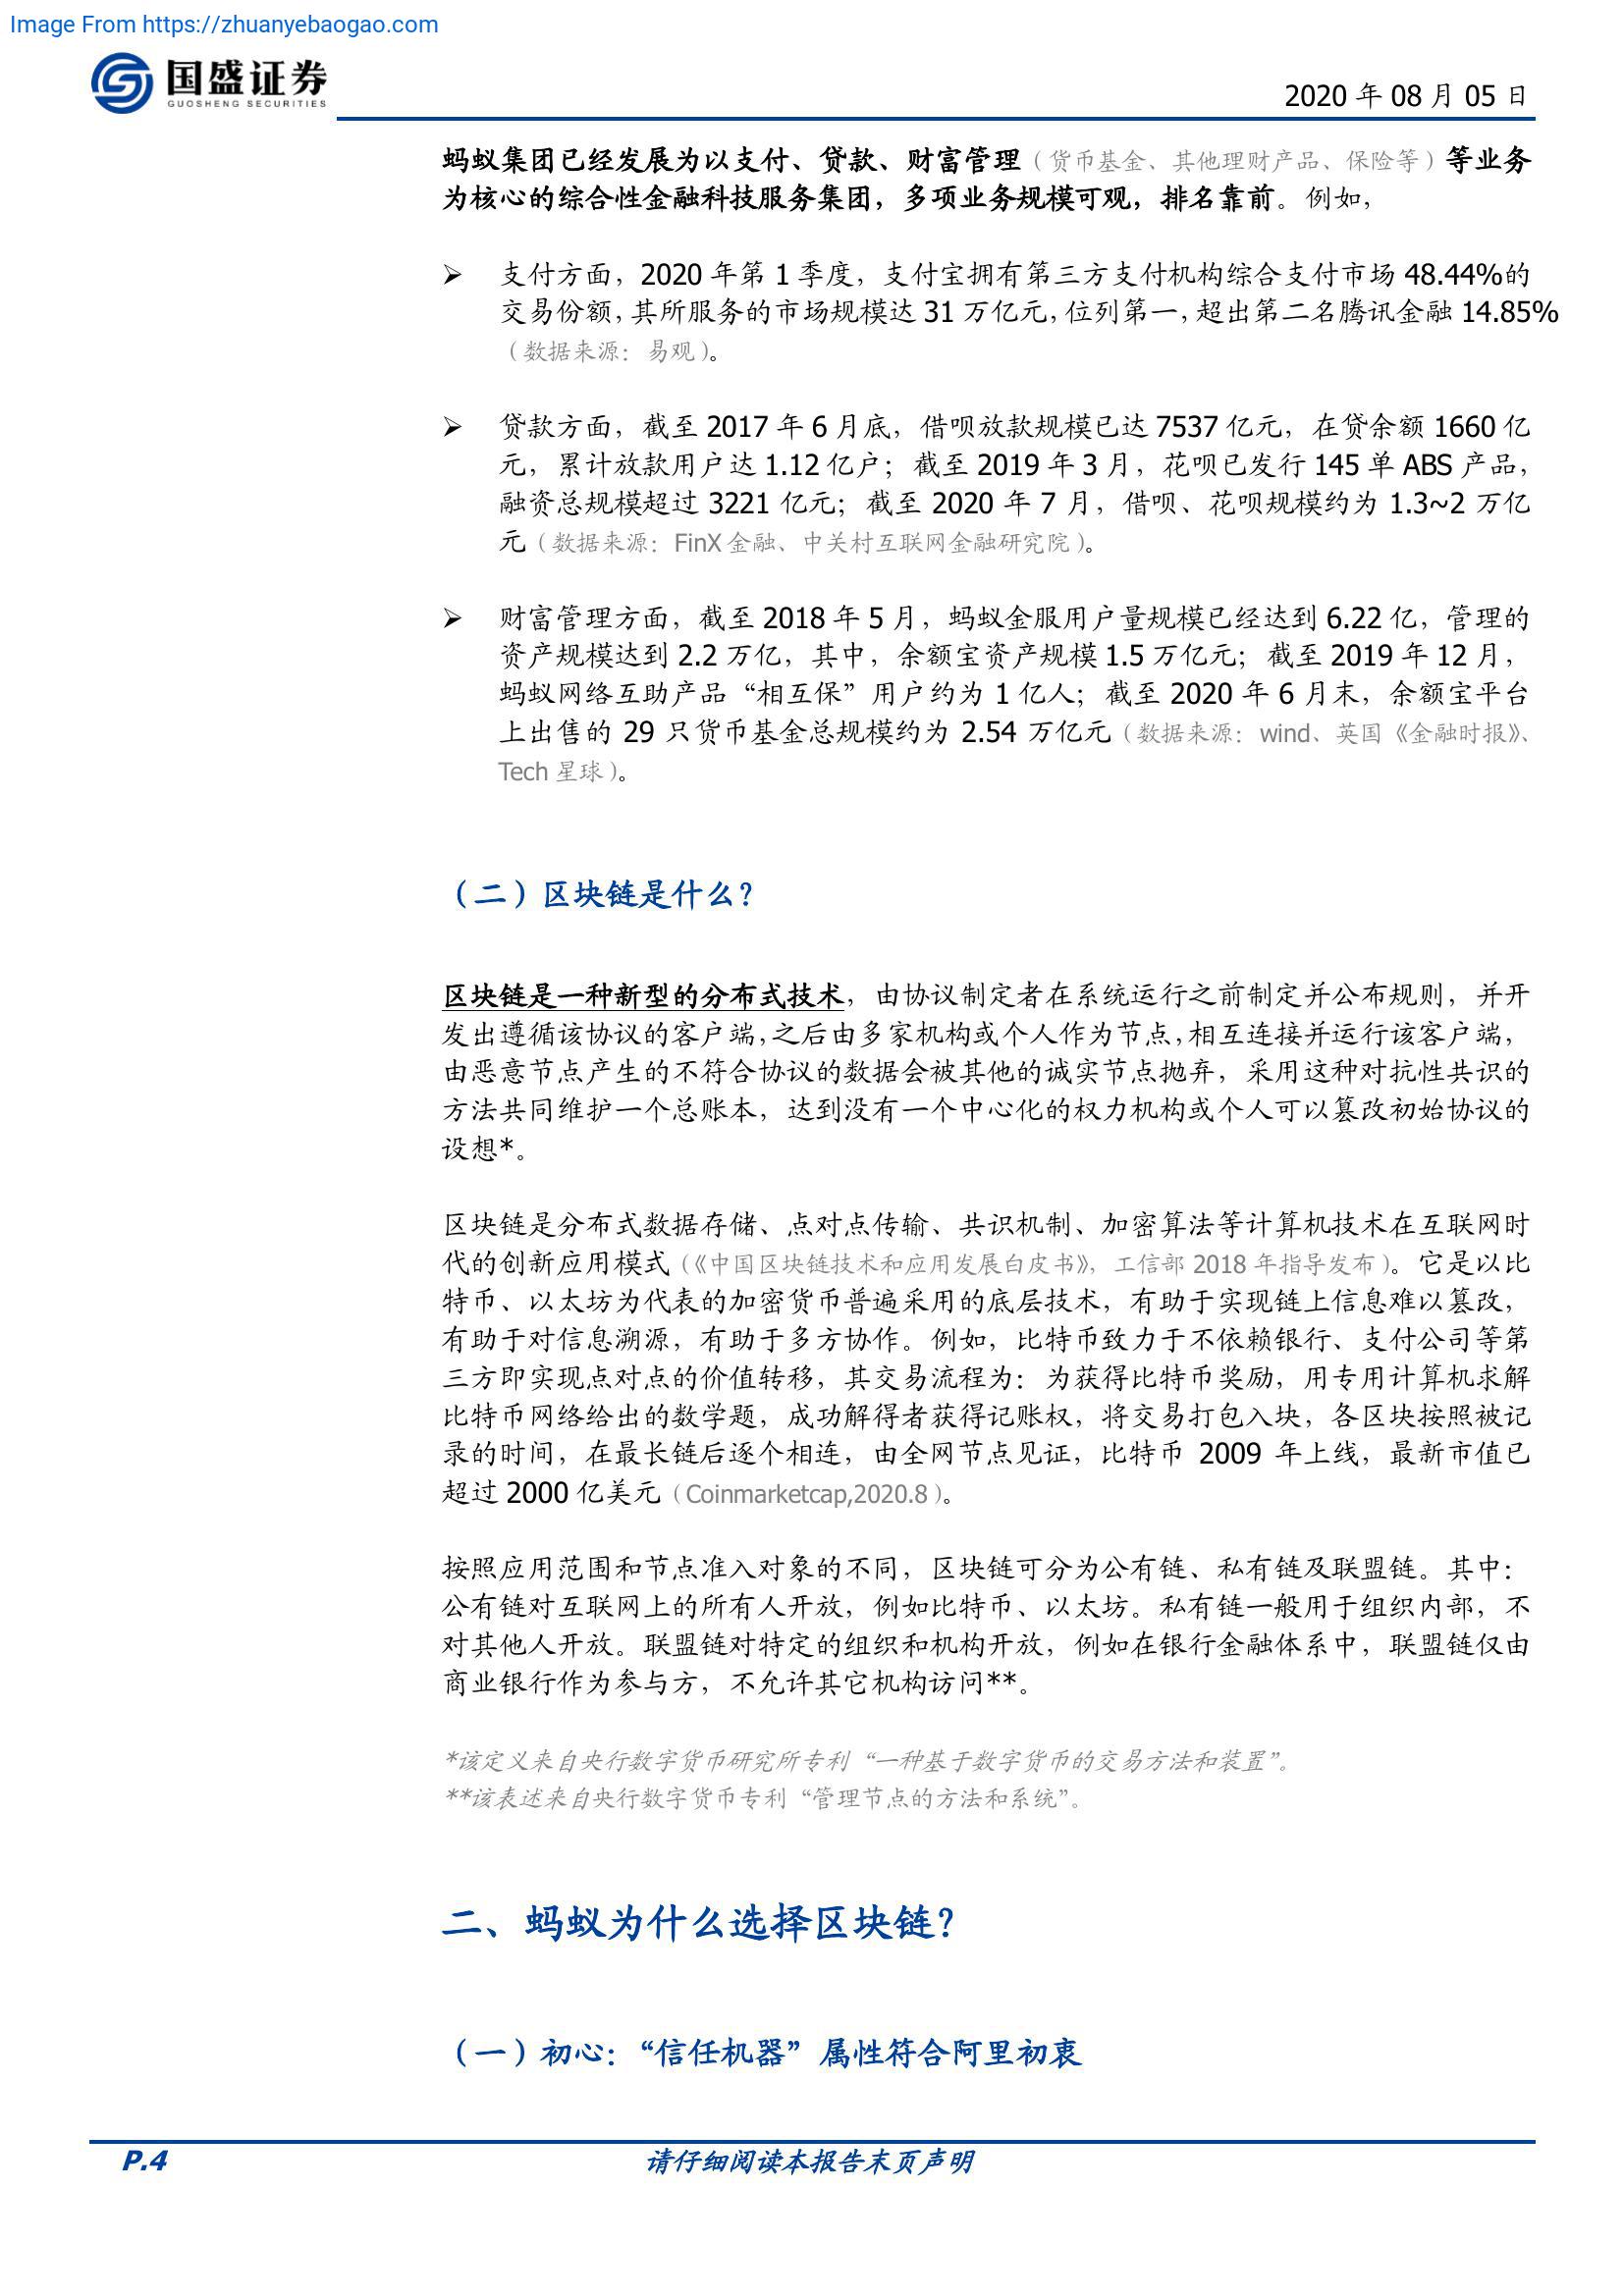 Image From https://zhuanyebaogao.com
国盛证券
GUOSHENG SECURITIES
2020 年 08 月 05 日
蚂蚁集团已经发展为以支付、贷款、财富管理（货币基金、其他理财产品、保险等）等业务
为核心的综合性金融科技服务集团，多项业务规模可观，排名靠前。例如，
➢ 支付方面，2020 年第 1 季度，支付宝拥有第三方支付机构综合支付市场 48.44%的
交易份额，其所服务的市场规模达 31 万亿元，位列第一，超出第二名腾讯金融 14.85%
（数据来源：易观）。
➢ 贷款方面，截至 2017 年 6 月底，借呗放款规模已达 7537 亿元，在贷余额 1660 亿
元，累计放款用户达 1.12 亿户；截至 2019 年 3 月，花呗已发行 145 单 ABS 产品，
融资总规模超过 3221 亿元；截至 2020 年 7 月，借呗、花呗规模约为 1.3~2 万亿
元（数据来源：FinX 金融、中关村互联网金融研究院）。
➢ 财富管理方面，截至 2018 年 5 月，蚂蚁金服用户量规模已经达到 6.22 亿，管理的
资产规模达到 2.2 万亿，其中，余额宝资产规模 1.5 万亿元；截至 2019 年 12 月，
蚂蚁网络互助产品“相互保”用户约为 1 亿人；截至 2020 年 6 月末，余额宝平台
上出售的 29 只货币基金总规模约为 2.54 万亿元（数据来源：wind、英国《金融时报》、
Tech 星球）。
（二）区块链是什么？
区块链是一种新型的分布式技术，由协议制定者在系统运行之前制定并公布规则，并开
发出遵循该协议的客户端，之后由多家机构或个人作为节点，相互连接并运行该客户端，
由恶意节点产生的不符合协议的数据会被其他的诚实节点抛弃，采用这种对抗性共识的
方法共同维护一个总账本，达到没有一个中心化的权力机构或个人可以篡改初始协议的
设想*。
区块链是分布式数据存储、点对点传输、共识机制、加密算法等计算机技术在互联网时
代的创新应用模式（《中国区块链技术和应用发展白皮书》，工信部 2018 年指导发布）。它是以比
特币、以太坊为代表的加密货币普遍采用的底层技术，有助于实现链上信息难以篡改，
有助于对信息溯源，有助于多方协作。例如，比特币致力于不依赖银行、支付公司等第
三方即实现点对点的价值转移，其交易流程为：为获得比特币奖励，用专用计算机求解
比特币网络给出的数学题，成功解得者获得记账权，将交易打包入块，各区块按照被记
录的时间，在最长链后逐个相连，由全网节点见证，比特币 2009 年上线，最新市值已
超过 2000 亿美元（Coinmarketcap,2020.8）。
按照应用范围和节点准入对象的不同，区块链可分为公有链、私有链及联盟链。其中：
公有链对互联网上的所有人开放，例如比特币、以太坊。私有链一般用于组织内部，不
对其他人开放。联盟链对特定的组织和机构开放，例如在银行金融体系中，联盟链仅由
商业银行作为参与方，不允许其它机构访问**。
*该定义来自央行数字货币研究所专利“一种基于数字货币的交易方法和装置”。
**该表述来自央行数字货币专利“管理节点的方法和系统”。
二、蚂蚁为什么选择区块链？
（一）初心：“信任机器”属性符合阿里初衷
P.4
请仔细阅读本报告末页声明